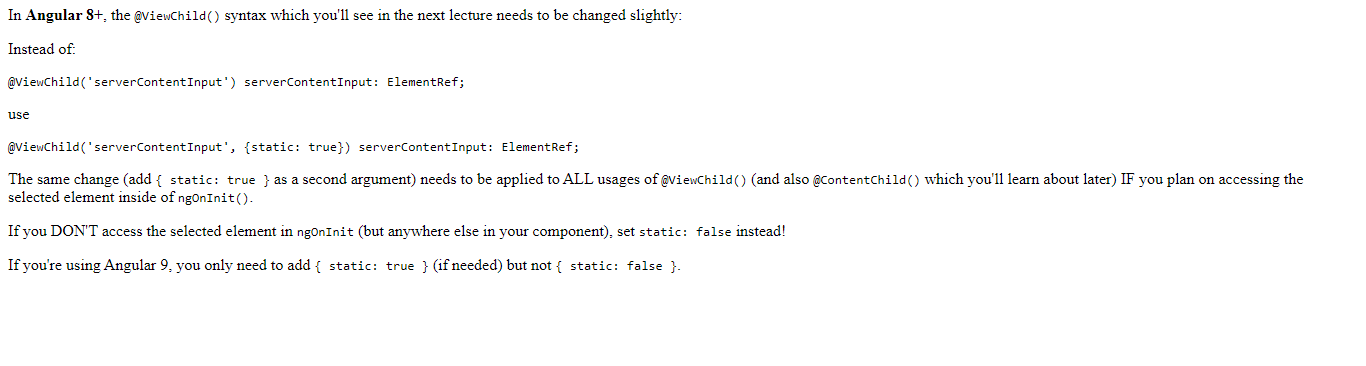 In Angular 8+, the @ViewChild() syntax which you'll see in the next lecture needs to be changed slightly:
Instead of:
@ViewChild('serverContentInput') serverContentInput: ElementRef;
use
@ViewChild('serverContentInput', {static: true}) serverContentInput: ElementRef;
The same change (add { static: true } as a second argument) needs to be applied to ALL usages of @ViewChild() (and also @ContentChild() which you'll learn about later) IF you plan on accessing the
selected element inside of ngOnInit().
If you DON'T access the selected element in ngOnInit (but anywhere else in your component), set static: false instead!
If you're using Angular 9, you only need to add { static: true } (if needed) but not { static: false }.